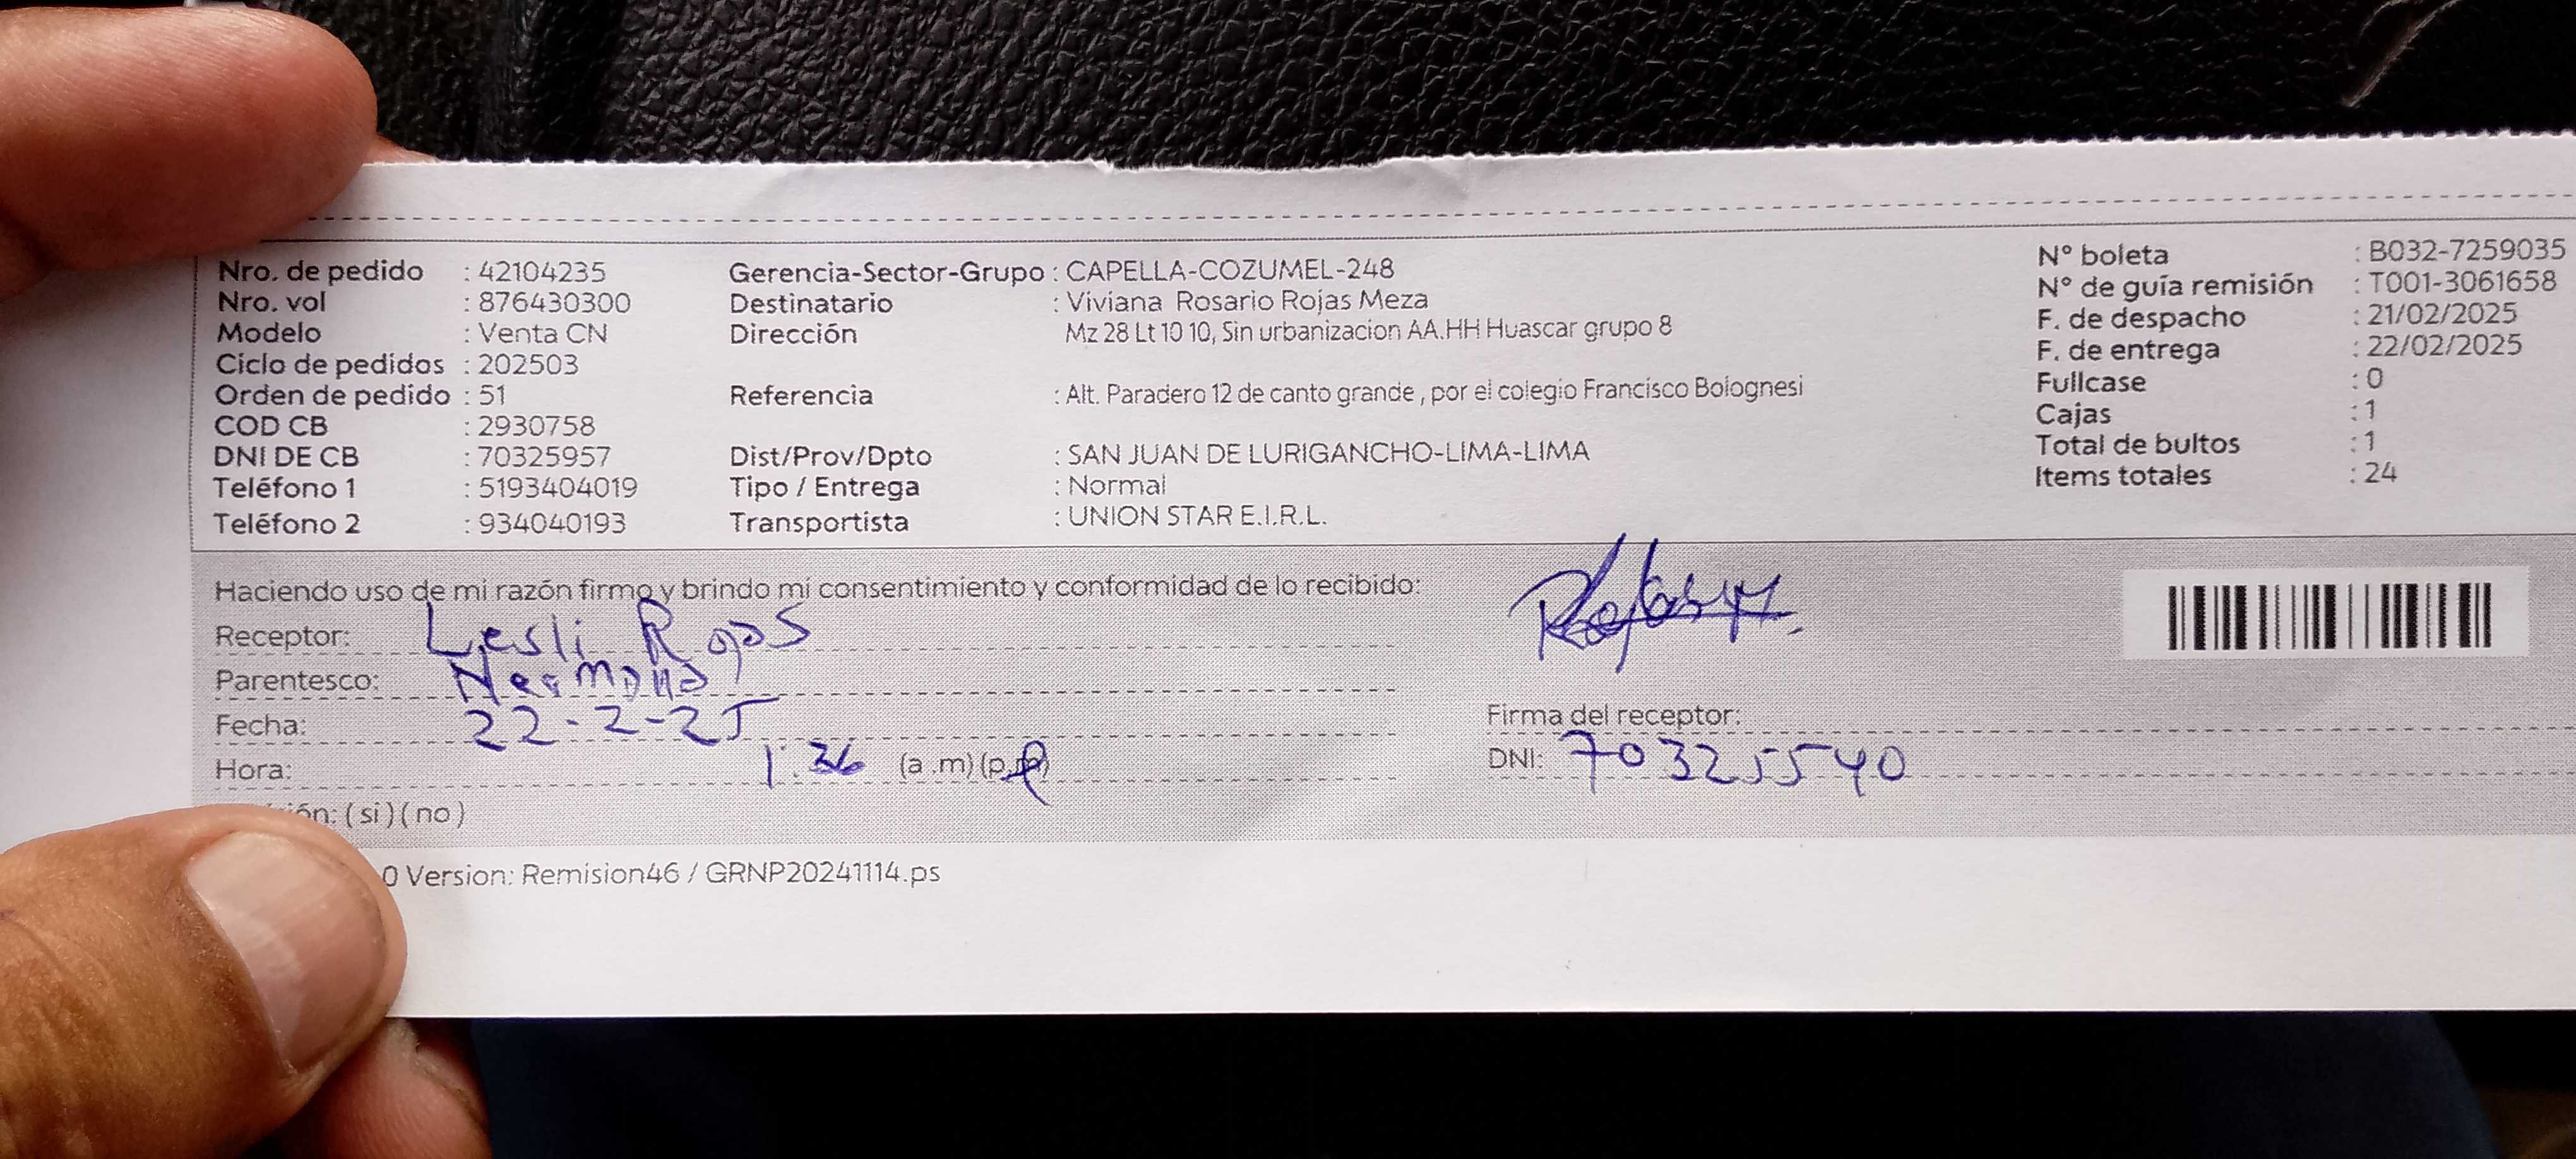 Nro. de pedido : 42104235
Nro. vol : 876430300
Modelo : Venta CN
Ciclo de pedidos : 202503
Orden de pedido : 51
COD CB : 2930758
DNI DE CB : 70325957
Teléfono 1 : 5193404019
Teléfono 2 : 934040193
Gerencia-Sector-Grupo : CAPELLA-COZUMEL-248
Destinatario : Viviana Rosario Rojas Meza
Dirección Mz 28 Lt 10 10, Sin urbanizacion AA.HH Huascar grupo 8
Referencia : Alt. Paradero 12 de canto grande , por el colegio Francisco Bolognesi
Dist/Prov/Dpto : SAN JUAN DE LURIGANCHO-LIMA-LIMA
Tipo / Entrega : Normal
Transportista : UNION STAR E.I.R.L.
N° boleta : B032-7259035
N° de guía remisión : T001-3061658
F. de despacho : 21/02/2025
F. de entrega : 22/02/2025
Fullcase : 0
Cajas : 1
Total de bultos : 1
Items totales : 24
Haciendo uso de mi razón firmo y brindo mi consentimiento y conformidad de lo recibido:
Receptor: Lesli Rojas
Parentesco: Hermana
Fecha: 22-2-25
Hora: 1:36 (a .m) (p.m)
Firma del receptor:
DNI: 70325540
ón: ( si ) ( no )
0 Version: Remision46 / GRNP20241114.ps